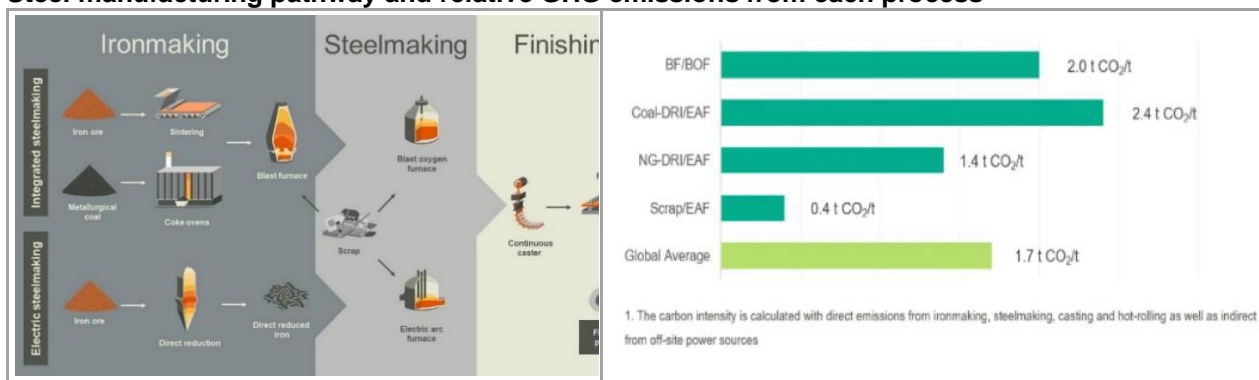 Steel manufacturing pathway and relative GHG emissions from each process
Ironmaking
Steelmaking
Finishin
Integrated steelmaking
Iron ore
Sintering
Blast furnace
Metallurgical
coal
Coke ovens
Blast oxygen
furnace
Scrap
Continuous
caster
Electric steelmaking
Iron ore
Direct reduction
Direct reduced
iron
Electric arc
furnace
BF/BOF
2.0 t CO₂/t
Coal-DRI/EAF
2.4 t CO₂/t
NG-DRI/EAF
1.4 t CO₂/t
Scrap/EAF
0.4 t CO₂/t
Global Average
1.7 t CO₂/t
1. The carbon intensity is calculated with direct emissions from ironmaking, steelmaking, casting and hot-rolling as well as indirect
from off-site power sources